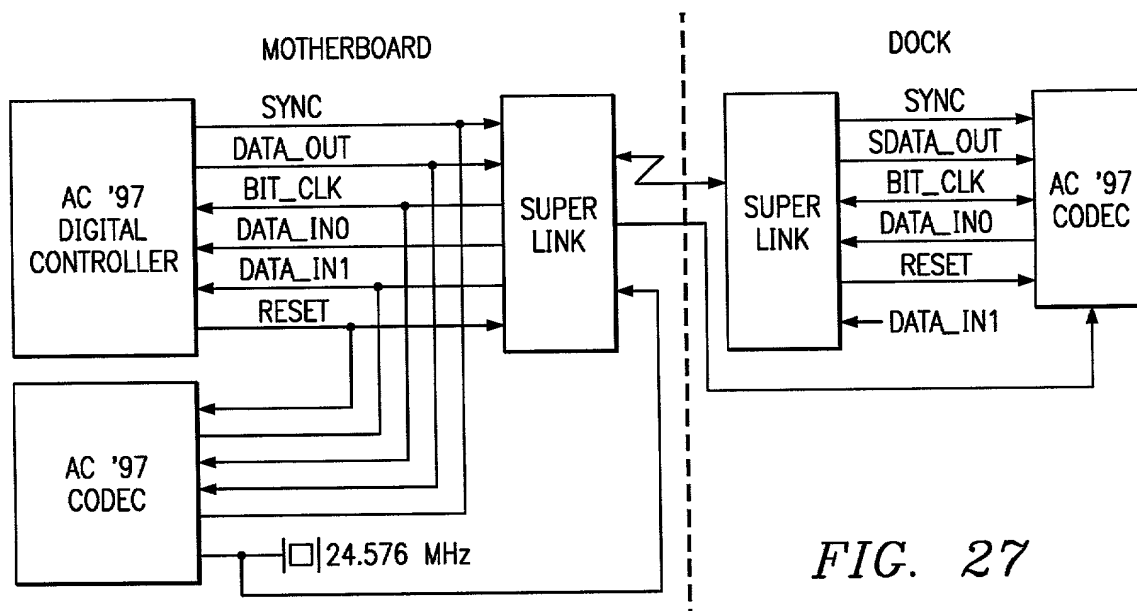 MOTHERBOARD
DOCK
AC '97
DIGITAL
CONTROLLER
SYNC
DATA_OUT
BIT_CLK
DATA_IN0
DATA_IN1
RESET
SUPER
LINK
SUPER
LINK
SYNC
SDATA_OUT
BIT_CLK
DATA_IN0
RESET
DATA_IN1
AC '97
CODEC
AC '97
CODEC
24.576 MHz
FIG. 27